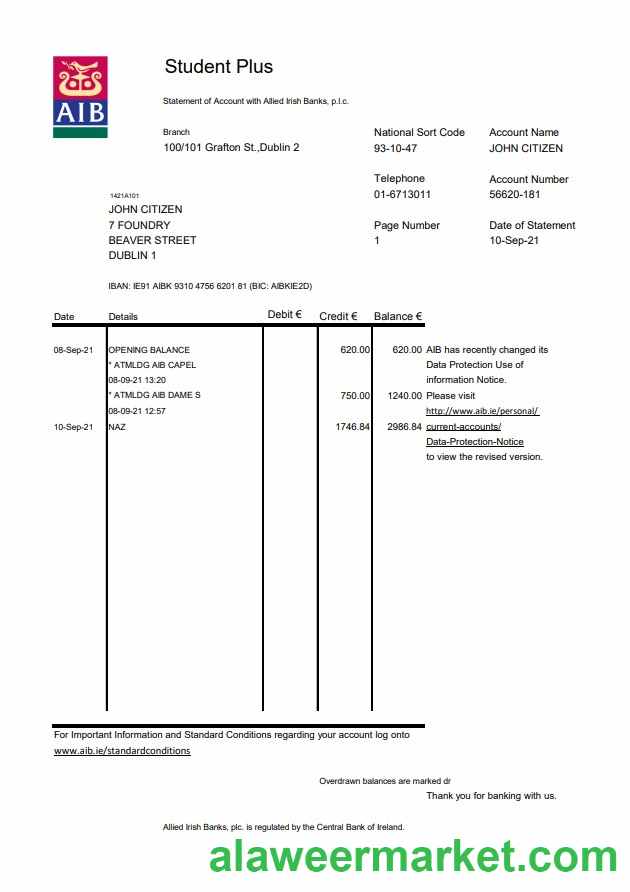 Student Plus
AIB
Statement of Account with Allied Irish Banks, p.l.c.
Branch
100/101 Grafton St.,Dublin 2
National Sort Code
93-10-47
Account Name
JOHN CITIZEN
Telephone
01-6713011
Account Number
56620-181
1421A101
JOHN CITIZEN
7 FOUNDRY
BEAVER STREET
DUBLIN 1
Page Number
1
Date of Statement
10-Sep-21
IBAN: IE91 AIBK 9310 4756 6201 81 (BIC: AIBKIE2D)
Date Details Debit € Credit € Balance €
08-Sep-21 OPENING BALANCE 620.00 620.00
* ATMLDG AIB CAPEL
08-09-21 13:20
* ATMLDG AIB DAME S 750.00 1240.00
08-09-21 12:57
10-Sep-21 NAZ 1746.84 2986.84
AIB has recently changed its
Data Protection Use of
information Notice.
Please visit
http://www.aib.ie/personal/
current-accounts/
Data-Protection-Notice
to view the revised version.
For Important Information and Standard Conditions regarding your account log onto
www.aib.ie/standardconditions
Overdrawn balances are marked dr
Thank you for banking with us.
Allied Irish Banks, plc. is regulated by the Central Bank of Ireland.
alaweermarket.com